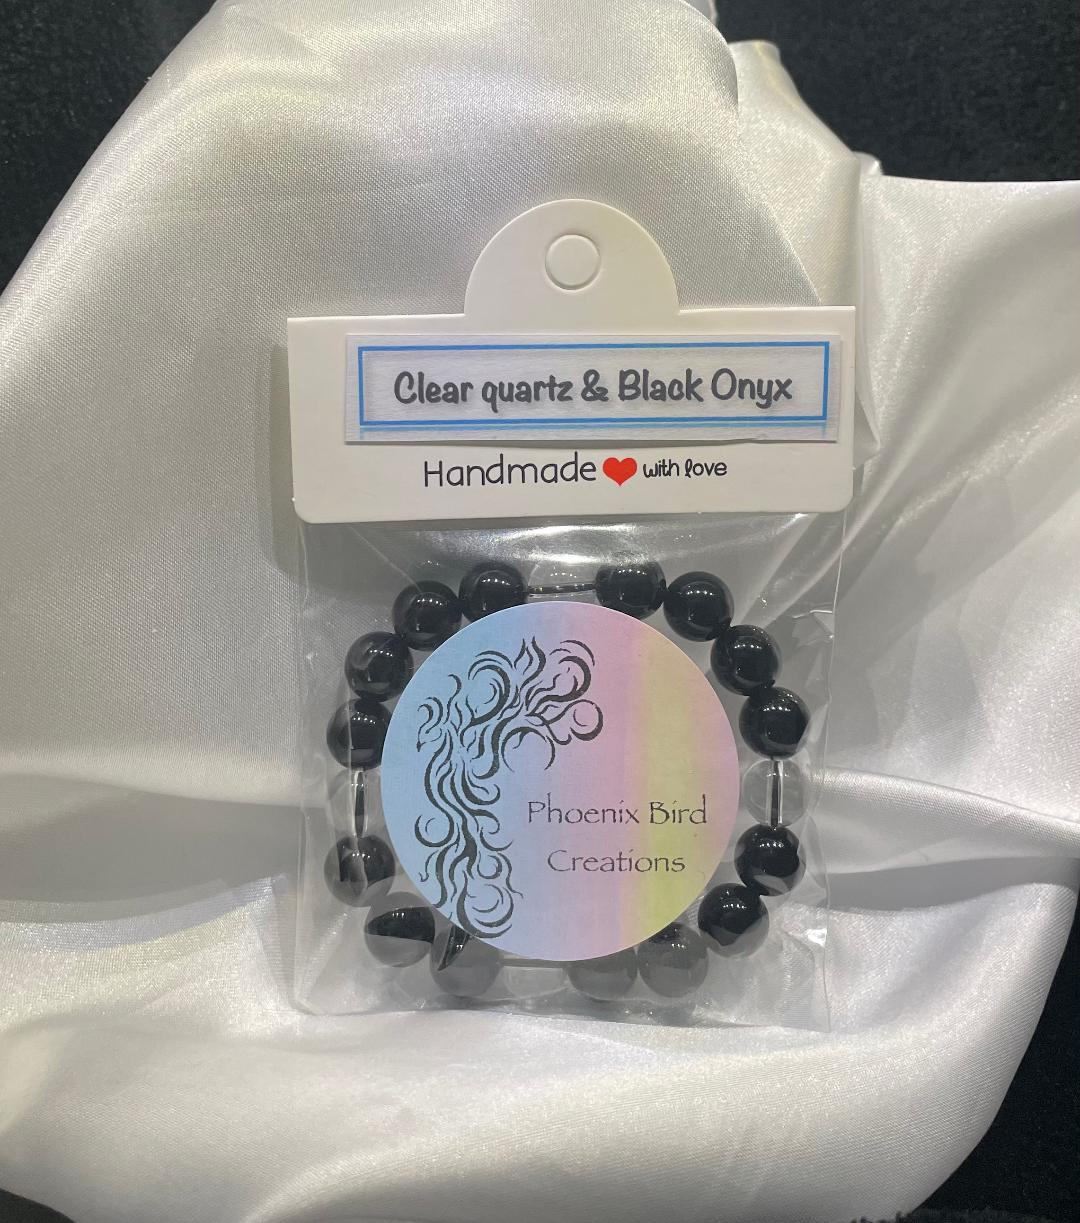 Clear quartz & Black Onyx
Handmade with love
Phoenix Bird
Creations